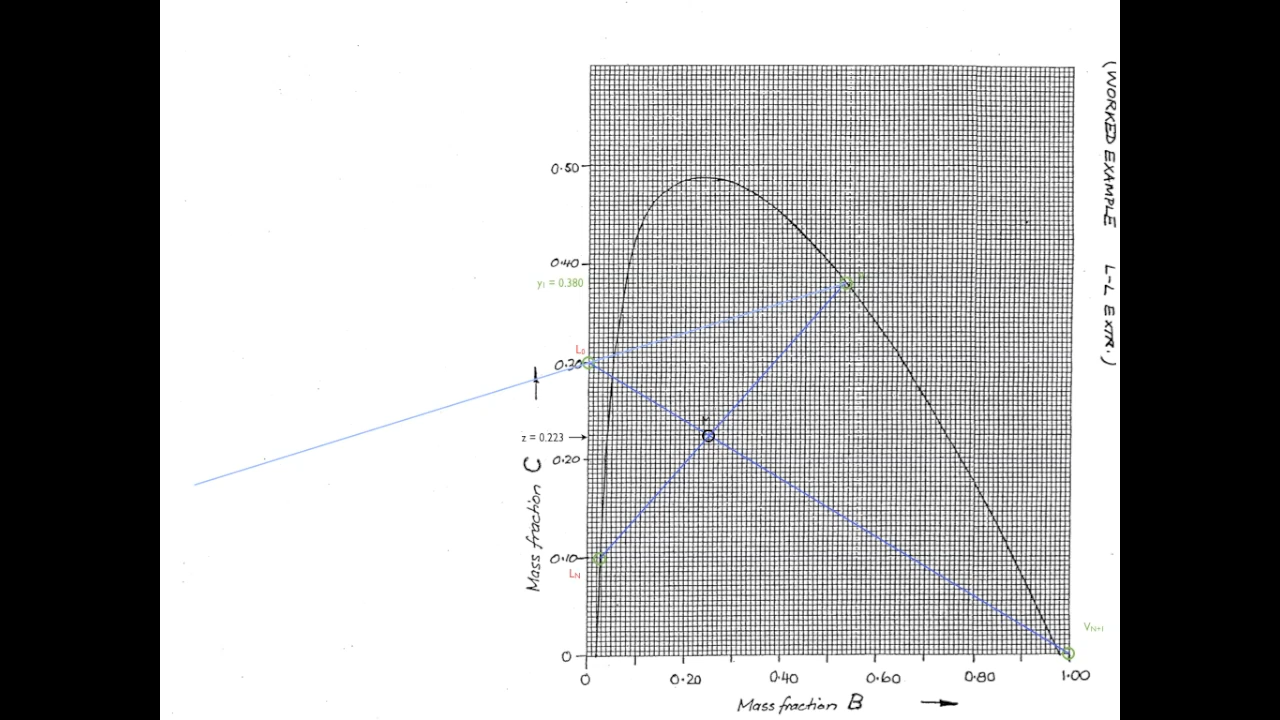 (WORKED EXAMPLE L-L EXTR.)
0.50
0.40
y₁ = 0.380
L₀
0.30
M
z = 0.223
0.20
Mass fraction C
0.10
Lɴ
Vɴ₊₁
0
0 0.20 0.40 0.60 0.80 1.00
Mass fraction B